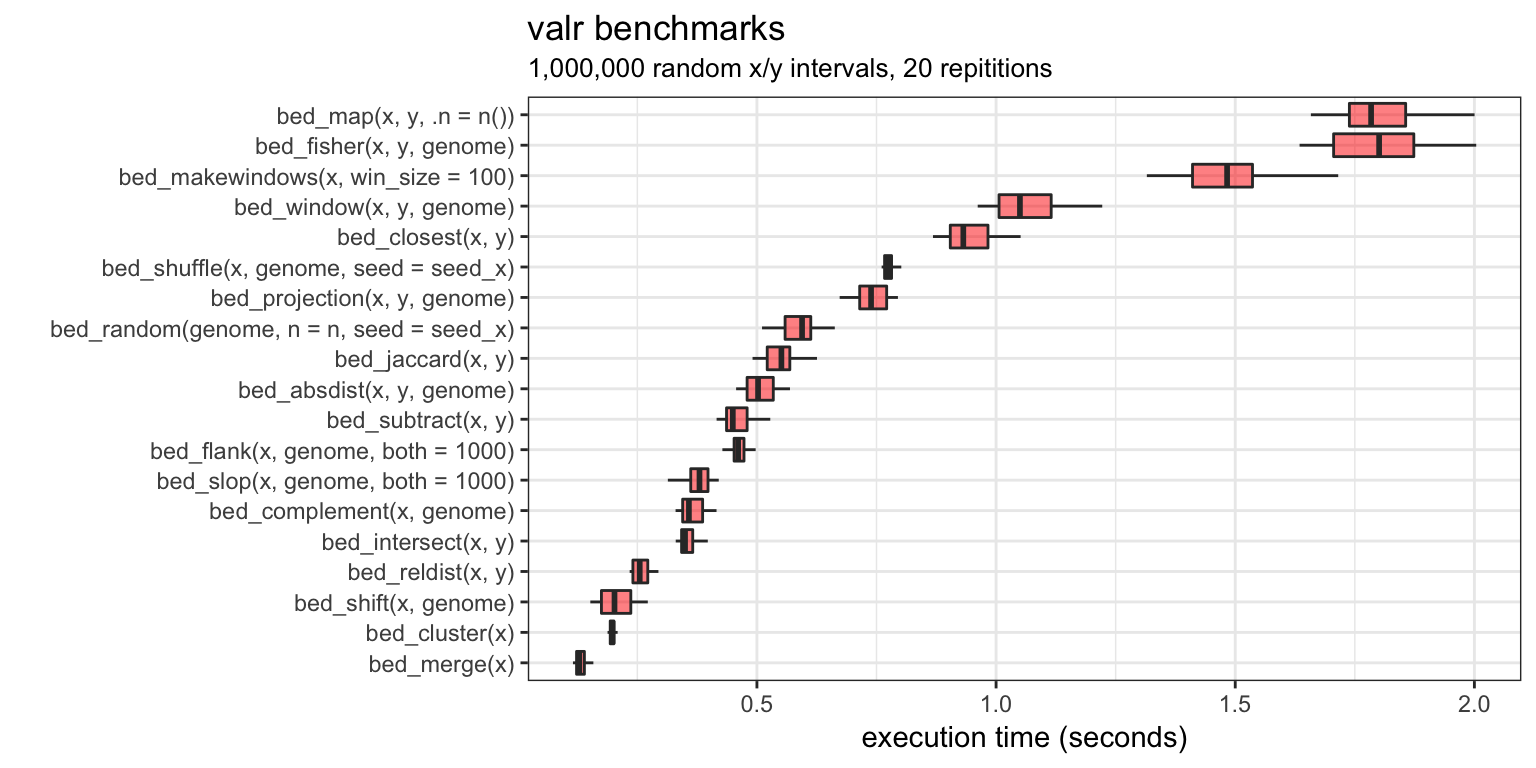 valr benchmarks
1,000,000 random x/y intervals, 20 repititions
bed_map(x, y, .n = n())
bed_fisher(x, y, genome)
bed_makewindows(x, win_size = 100)
bed_window(x, y, genome)
bed_closest(x, y)
bed_shuffle(x, genome, seed = seed_x)
bed_projection(x, y, genome)
bed_random(genome, n = n, seed = seed_x)
bed_jaccard(x, y)
bed_absdist(x, y, genome)
bed_subtract(x, y)
bed_flank(x, genome, both = 1000)
bed_slop(x, genome, both = 1000)
bed_complement(x, genome)
bed_intersect(x, y)
bed_reldist(x, y)
bed_shift(x, genome)
bed_cluster(x)
bed_merge(x)
0.5 1.0 1.5 2.0
execution time (seconds)